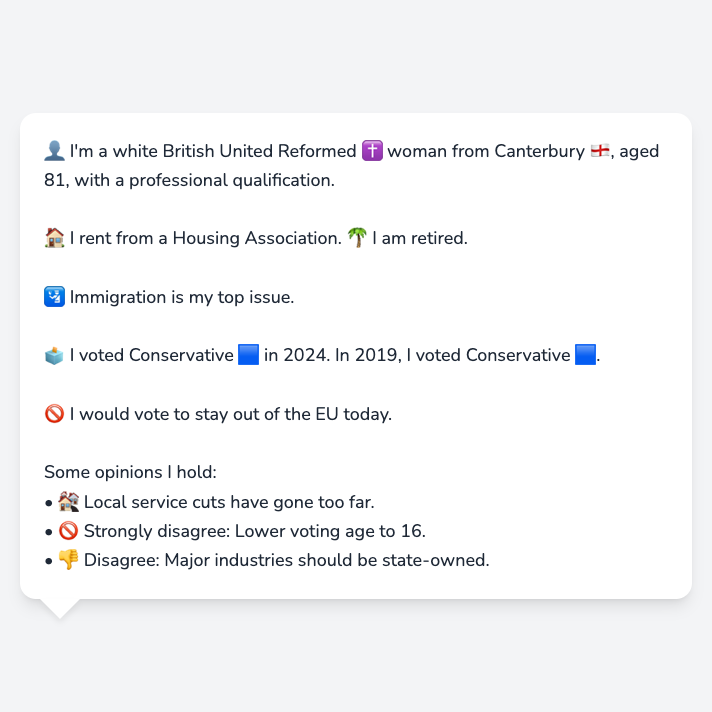 👤 I'm a white British United Reformed ✝️ woman from Canterbury 🏴󠁧󠁢󠁥󠁮󠁧󠁿, aged
81, with a professional qualification.
🏠 I rent from a Housing Association. 🌴 I am retired.
🛂 Immigration is my top issue.
🗳️ I voted Conservative 🟦 in 2024. In 2019, I voted Conservative 🟦.
🚫 I would vote to stay out of the EU today.
Some opinions I hold:
• 🏚️ Local service cuts have gone too far.
• 🚫 Strongly disagree: Lower voting age to 16.
• 👎 Disagree: Major industries should be state-owned.